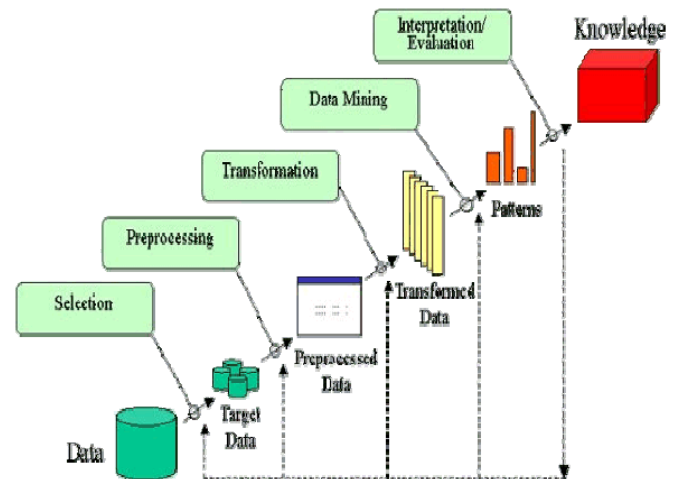 Interpretation/
Evaluation
Knowledge
Data Mining
Transformation
Patterns
Preprocessing
Transformed
Data
Selection
Preprocessed
Data
Target
Data
Data